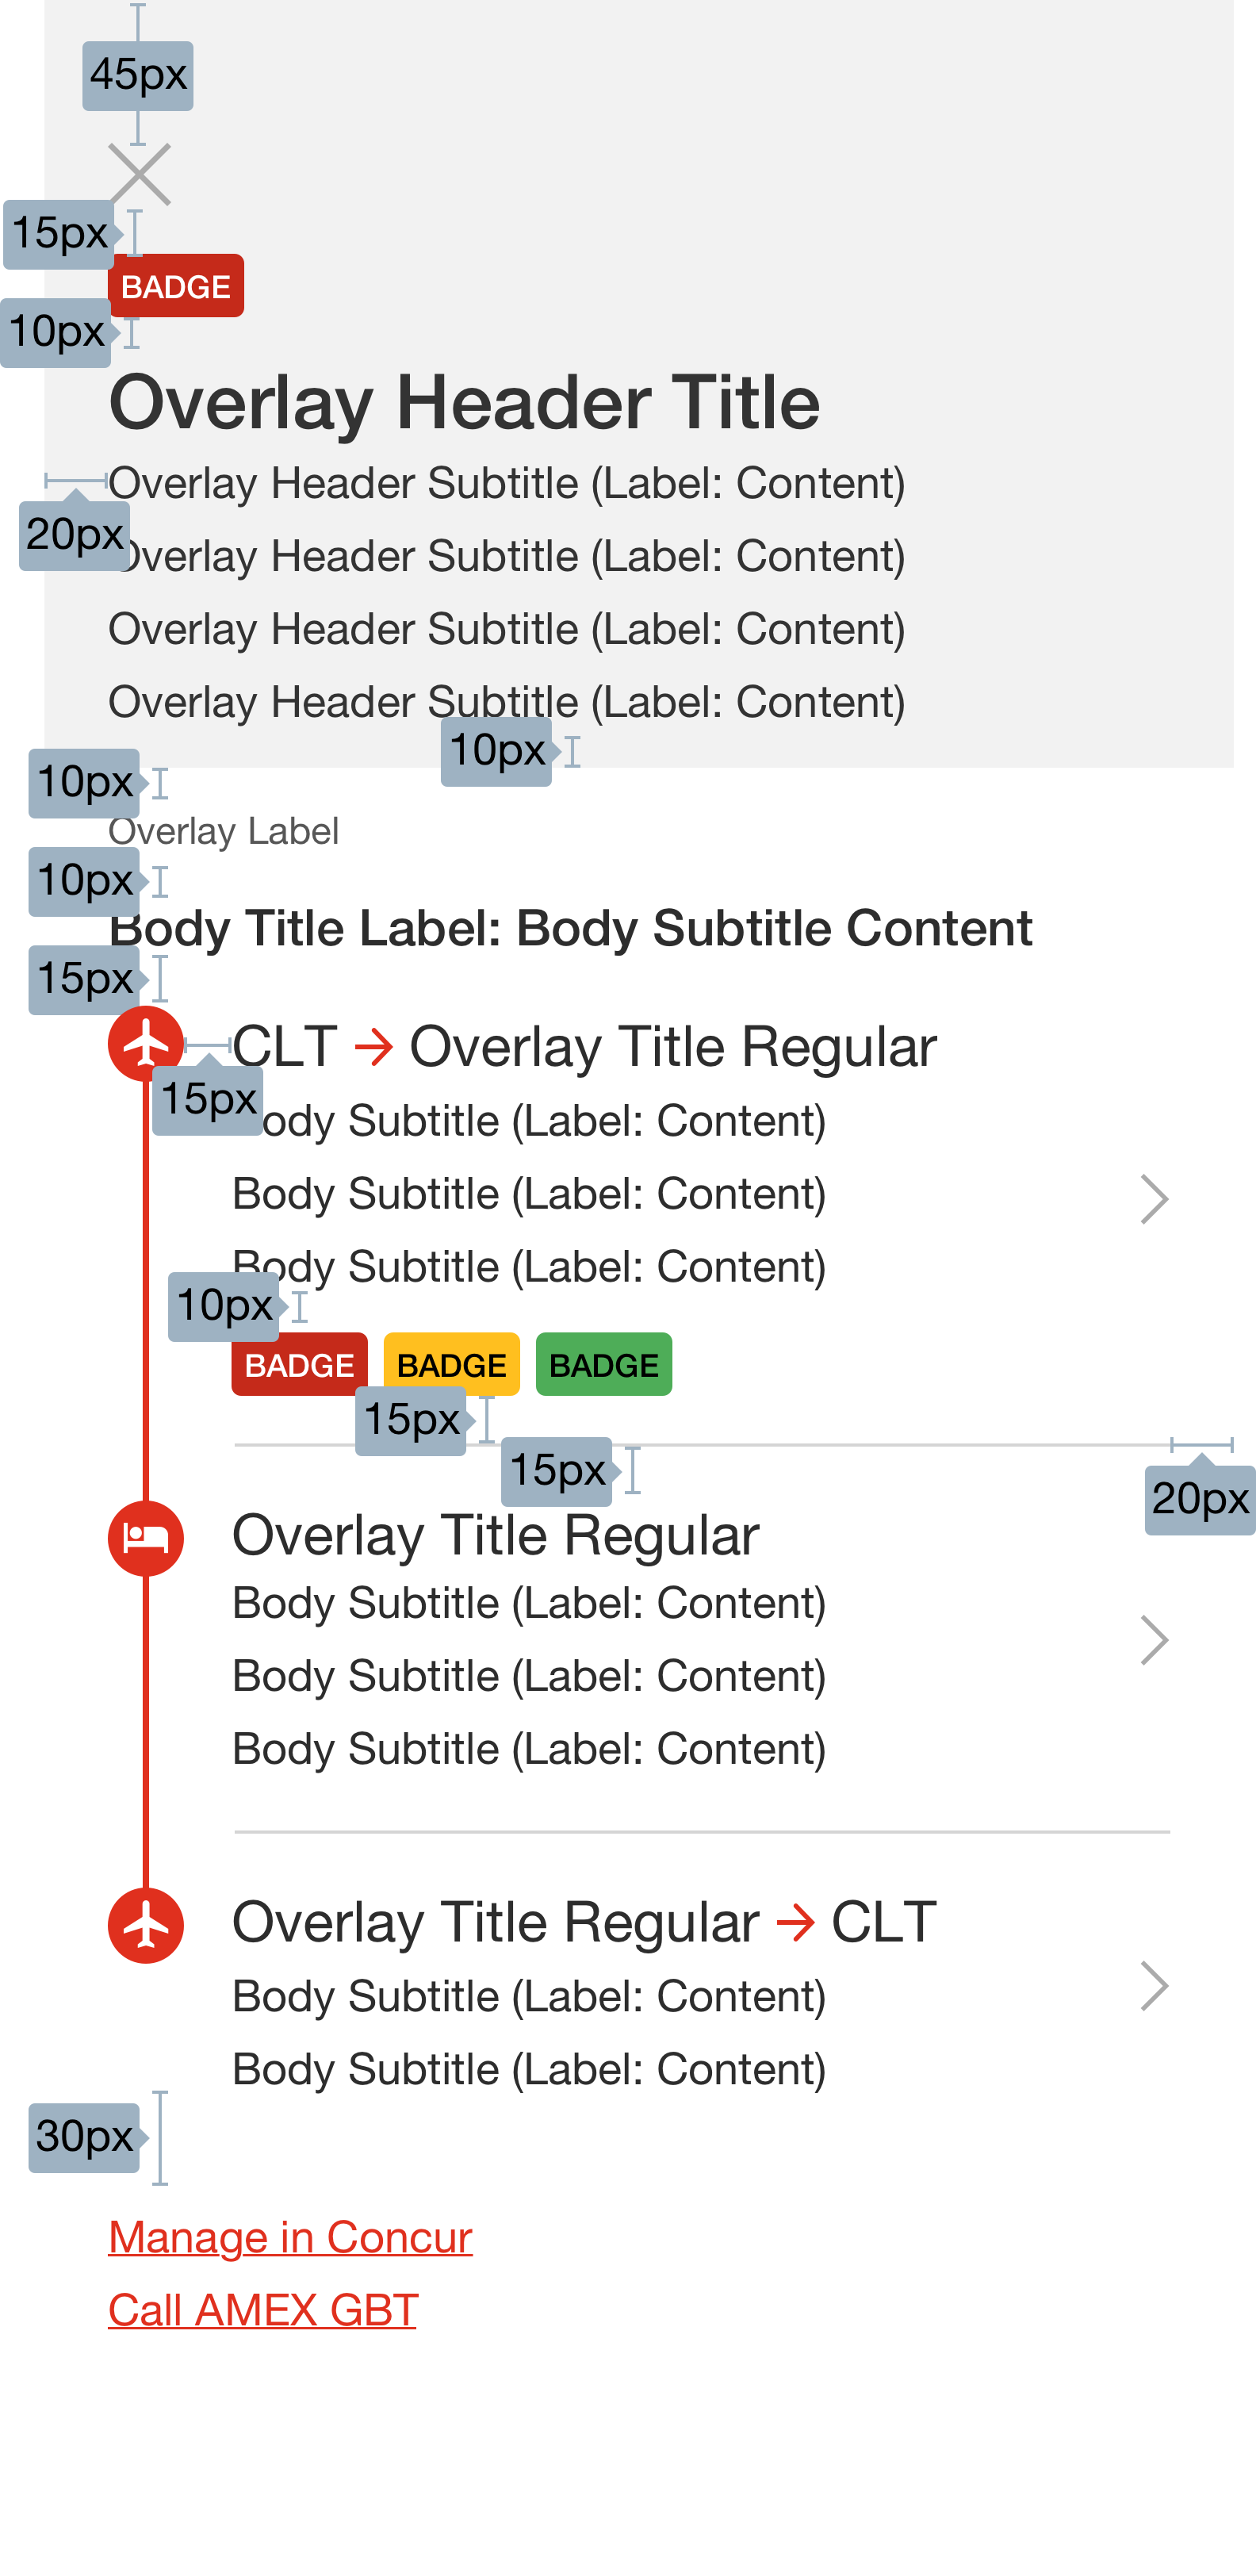 45px
15px
BADGE
10px
Overlay Header Title
Overlay Header Subtitle (Label: Content)
20px
Overlay Header Subtitle (Label: Content)
Overlay Header Subtitle (Label: Content)
Overlay Header Subtitle (Label: Content)
10px
10px
Overlay Label
10px
Body Title Label: Body Subtitle Content
15px
CLT → Overlay Title Regular
15px
Body Subtitle (Label: Content)
Body Subtitle (Label: Content)
Body Subtitle (Label: Content)
10px
BADGE BADGE BADGE
15px
15px
20px
Overlay Title Regular
Body Subtitle (Label: Content)
Body Subtitle (Label: Content)
Body Subtitle (Label: Content)
Overlay Title Regular → CLT
Body Subtitle (Label: Content)
Body Subtitle (Label: Content)
30px
Manage in Concur
Call AMEX GBT